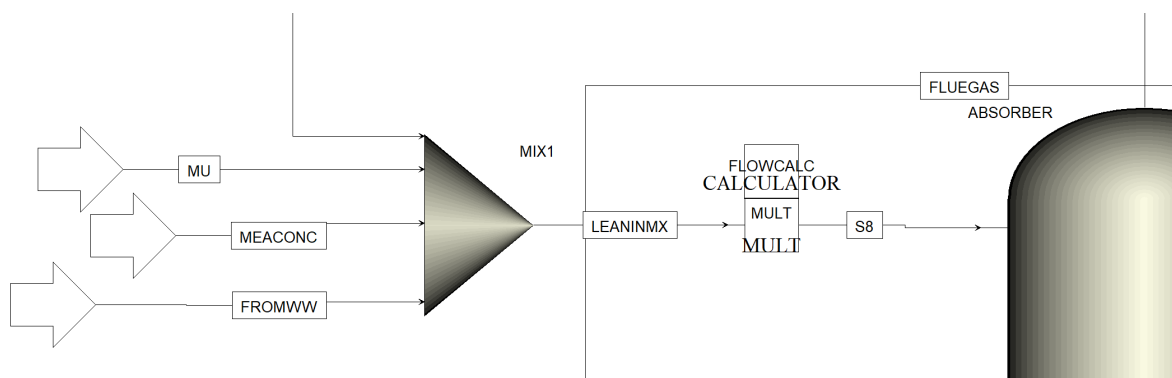 FLUEGAS
ABSORBER
MIX1
FLOWCALC
CALCULATOR
MU
MULT
MULT
MEACONC
LEANINMX
S8
FROMWW